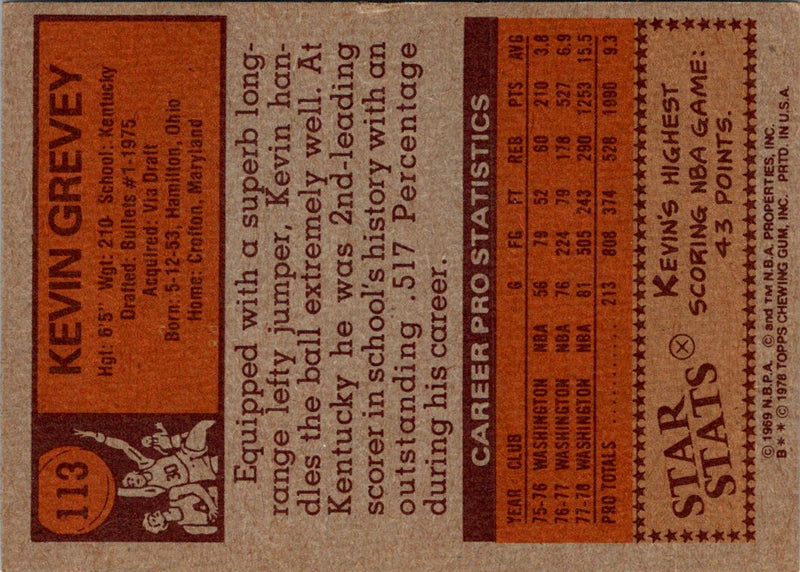 113
KEVIN GREVEY
Hgt: 6'5" Wgt: 210 School: Kentucky
Drafted: Bullets #1-1975
Acquired: Via Draft
Born: 5-12-53, Hamilton, Ohio
Home: Crofton, Maryland
30
Equipped with a superb long-
range lefty jumper, Kevin han-
dles the ball extremely well. At
Kentucky he was 2nd-leading
scorer in school's history with an
outstanding .517 Percentage
during his career.
CAREER PRO STATISTICS
YEAR CLUB G FG FT REB PTS AVG
75-76 WASHINGTON NBA 56 79 52 60 210 3.8
76-77 WASHINGTON NBA 76 224 79 178 527 6.9
77-78 WASHINGTON NBA 81 505 243 290 1253 15.5
PRO TOTALS .......... 213 808 374 528 1990 9.3
STAR
STATS
KEVIN'S HIGHEST
SCORING NBA GAME:
43 POINTS.
© 1969 N.B.P.A. © and TM N.B.A. PROPERTIES, INC.
B * * © 1978 TOPPS CHEWING GUM, INC. PRTD. IN U.S.A.